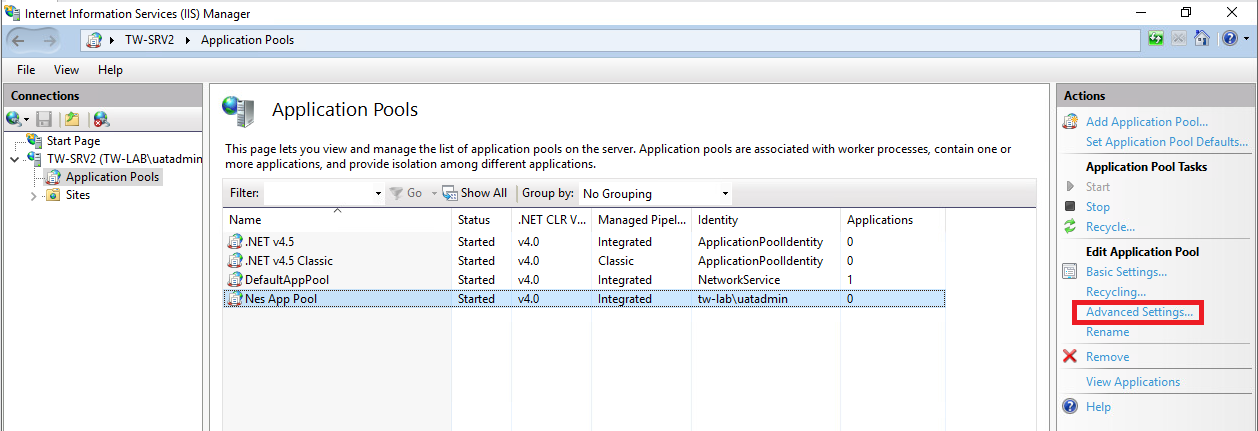 Internet Information Services (IIS) Manager
TW-SRV2 Application Pools
File View Help
Connections
Start Page
TW-SRV2 (TW-LAB\uatadmin
Application Pools
Sites
Application Pools
This page lets you view and manage the list of application pools on the server. Application pools are associated with worker processes, contain one or
more applications, and provide isolation among different applications.
Filter: Go Show All Group by: No Grouping
Name Status .NET CLR V... Managed Pipel... Identity Applications
.NET v4.5 Started v4.0 Integrated ApplicationPoolIdentity 0
.NET v4.5 Classic Started v4.0 Classic ApplicationPoolIdentity 0
DefaultAppPool Started v4.0 Integrated NetworkService 1
Nes App Pool Started v4.0 Integrated tw-lab\uatadmin 0
Actions
Add Application Pool...
Set Application Pool Defaults...
Application Pool Tasks
Start
Stop
Recycle...
Edit Application Pool
Basic Settings...
Recycling...
Advanced Settings...
Rename
Remove
View Applications
Help